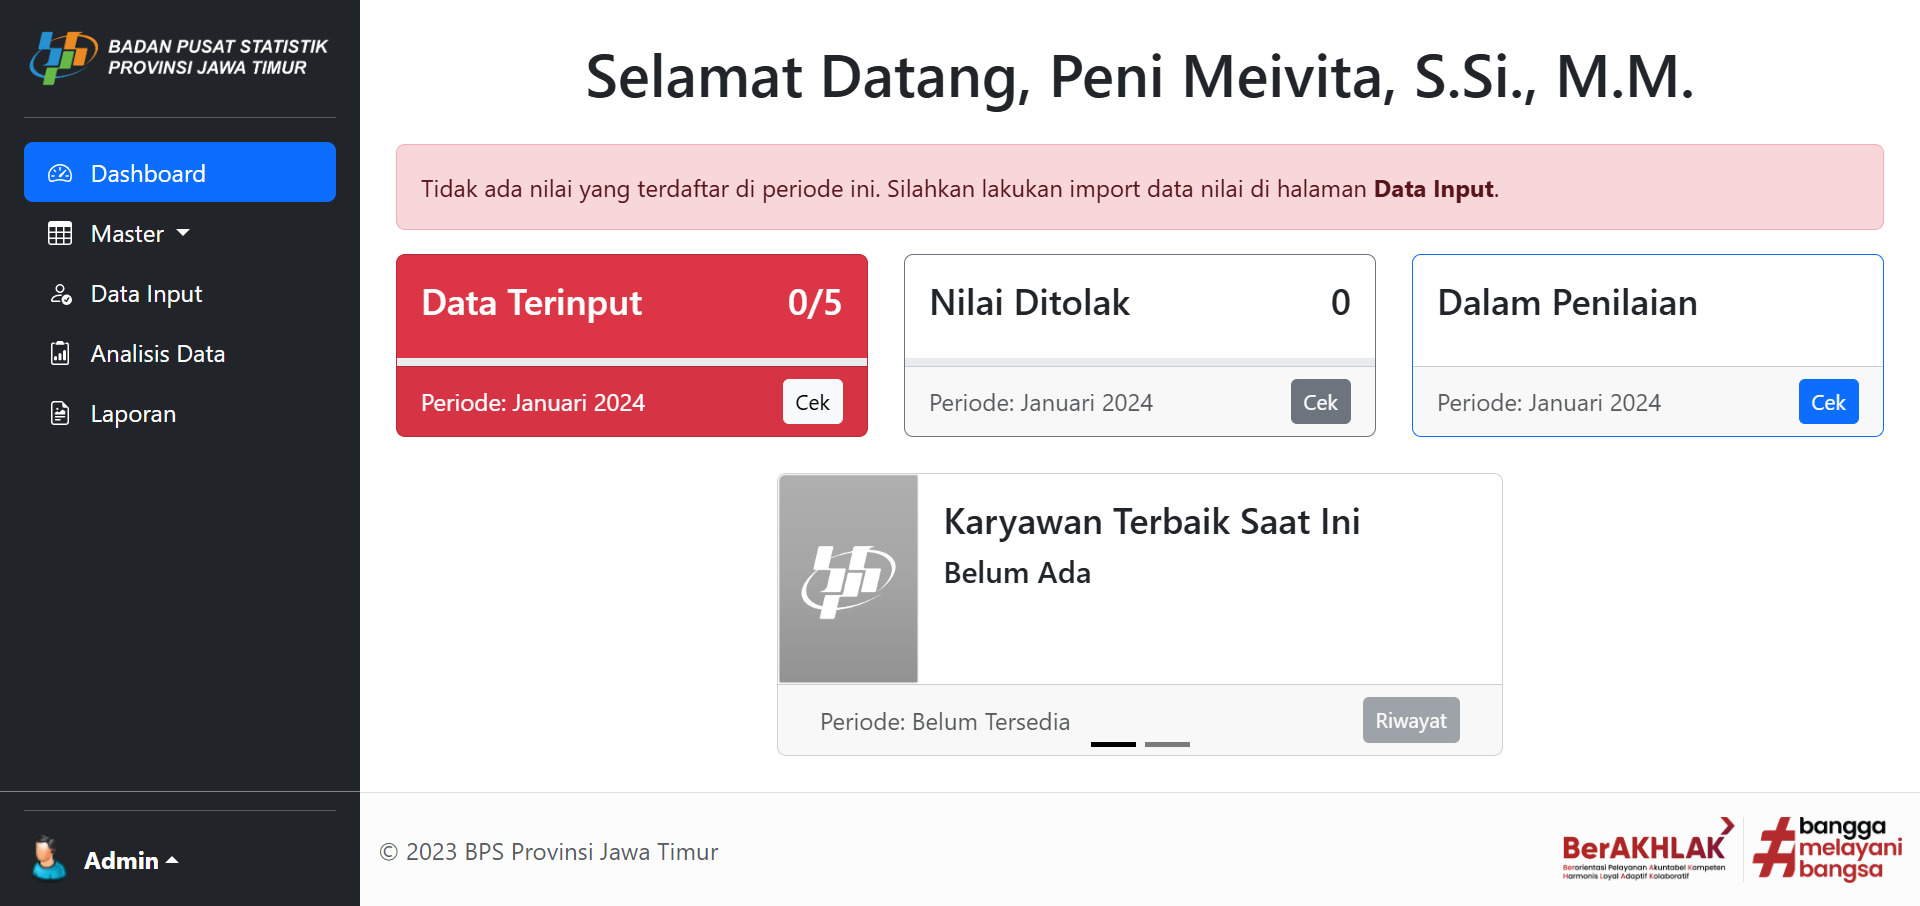 BADAN PUSAT STATISTIK
PROVINSI JAWA TIMUR
Dashboard
Master
Data Input
Analisis Data
Laporan
Admin
Selamat Datang, Peni Meivita, S.Si., M.M.
Tidak ada nilai yang terdaftar di periode ini. Silahkan lakukan import data nilai di halaman Data Input.
Data Terinput 0/5
Periode: Januari 2024 Cek
Nilai Ditolak 0
Periode: Januari 2024 Cek
Dalam Penilaian
Periode: Januari 2024 Cek
Karyawan Terbaik Saat Ini
Belum Ada
Periode: Belum Tersedia Riwayat
© 2023 BPS Provinsi Jawa Timur
BerAKHLAK
Berorientasi Pelayanan Akuntabel Kompeten
Harmonis Loyal Adaptif Kolaboratif
#bangga
melayani
bangsa